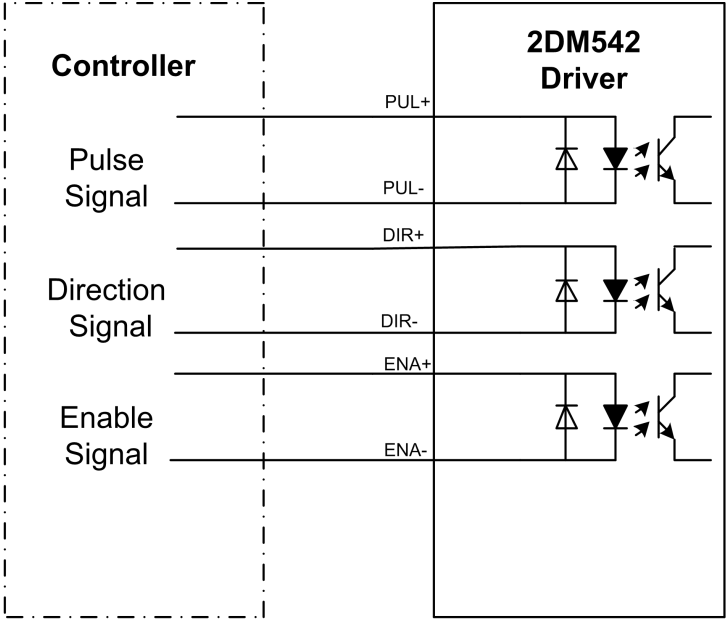 Controller
2DM542
Driver
PUL+
Pulse
Signal
PUL-
DIR+
Direction
Signal
DIR-
ENA+
Enable
Signal
ENA-